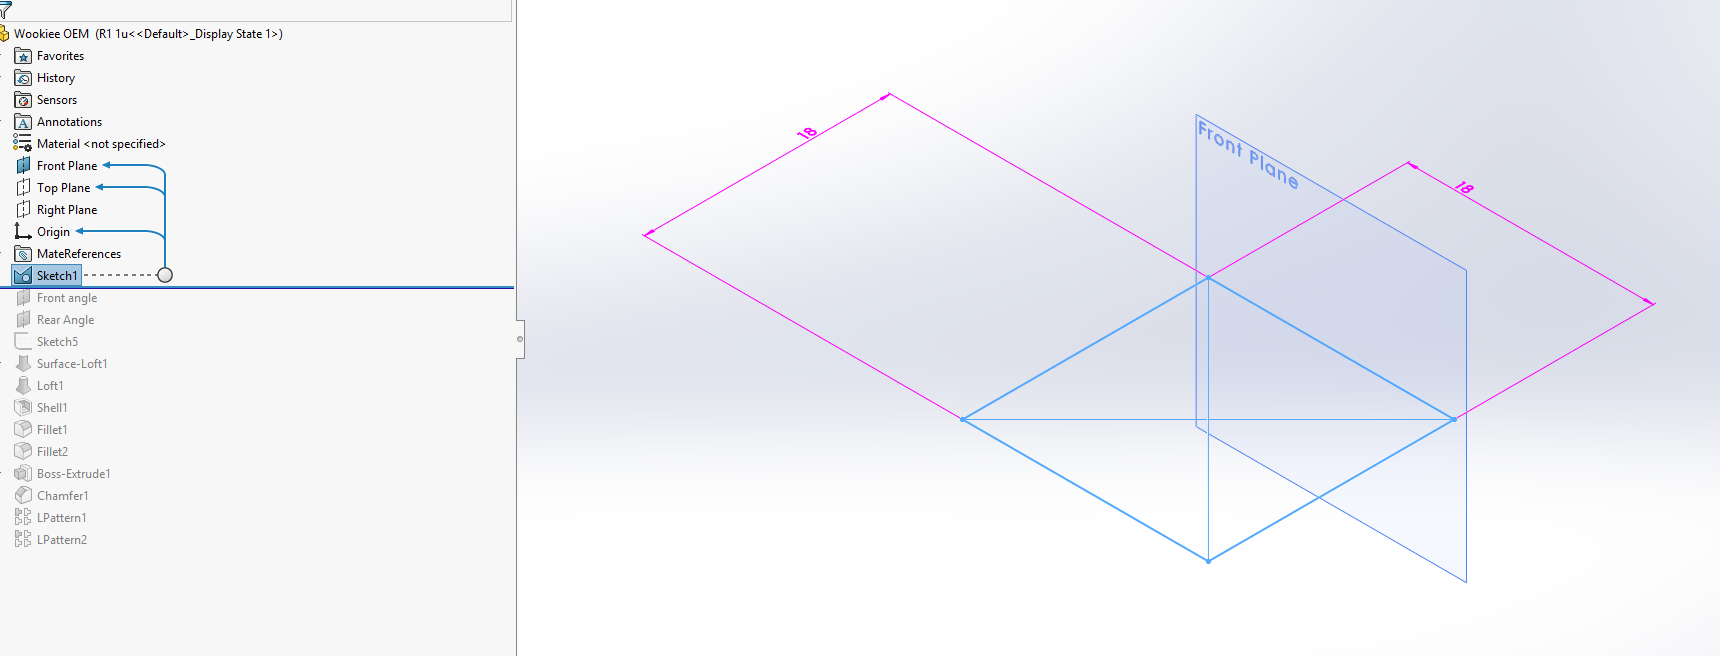 Wookiee OEM (R1 1u<<Default>_Display State 1>)
Favorites
History
Sensors
A Annotations
Material <not specified>
Front Plane
Top Plane
Right Plane
Origin
MateReferences
Sketch1
Front angle
Rear Angle
Sketch5
Surface-Loft1
Loft1
Shell1
Fillet1
Fillet2
Boss-Extrude1
Chamfer1
LPattern1
LPattern2
18
Front Plane
18